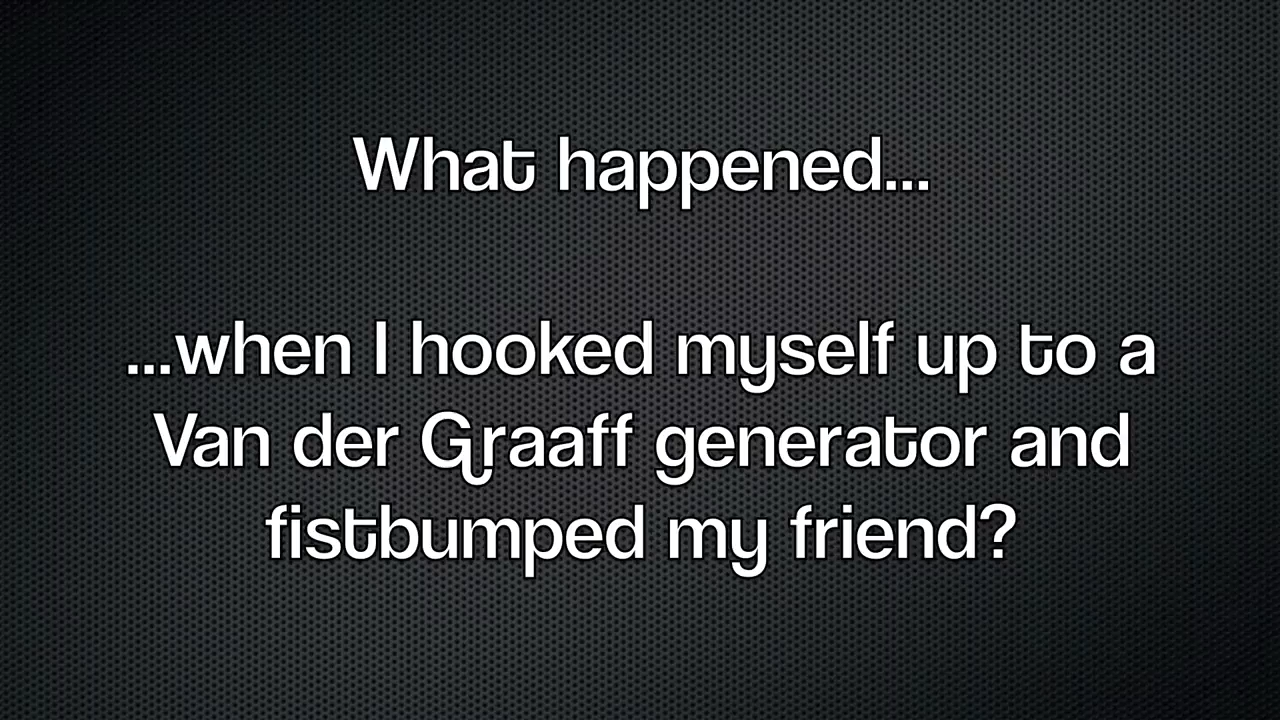 What happened...
...when I hooked myself up to a
Van der Graaff generator and
fistbumped my friend?